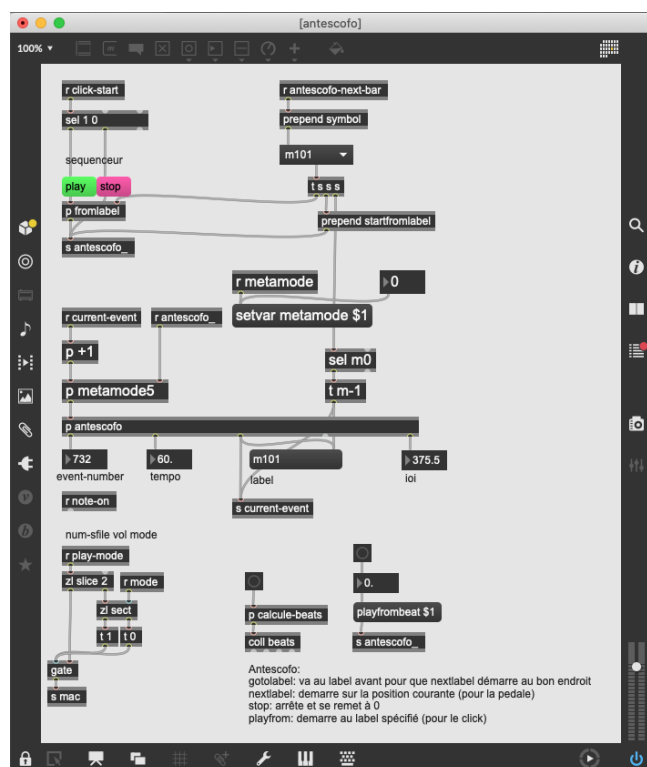 [antescofo]
100% ▼
r click-start
r antescofo-next-bar
sel 1 0
prepend symbol
m101
sequenceur
play
stop
t s s s
p fromlabel
prepend startfromlabel
s antescofo_
r metamode
0
setvar metamode $1
r current-event
r antescofo_
p +1
sel m0
p metamode5
t m-1
p antescofo
732
60.
m101
375.5
event-number
tempo
label
ioi
r note-on
s current-event
num-sfile vol mode
r play-mode
zl slice 2
r mode
0.
zl sect
p calcule-beats
playfrombeat $1
t 1
t 0
coll beats
s antescofo_
gate
s mac
Antescofo:
gotolabel: va au label avant pour que nextlabel démarre au bon endroit
nextlabel: demarre sur la position courante (pour la pedale)
stop: arrête et se remet à 0
playfrom: demarre au label spécifié (pour le click)